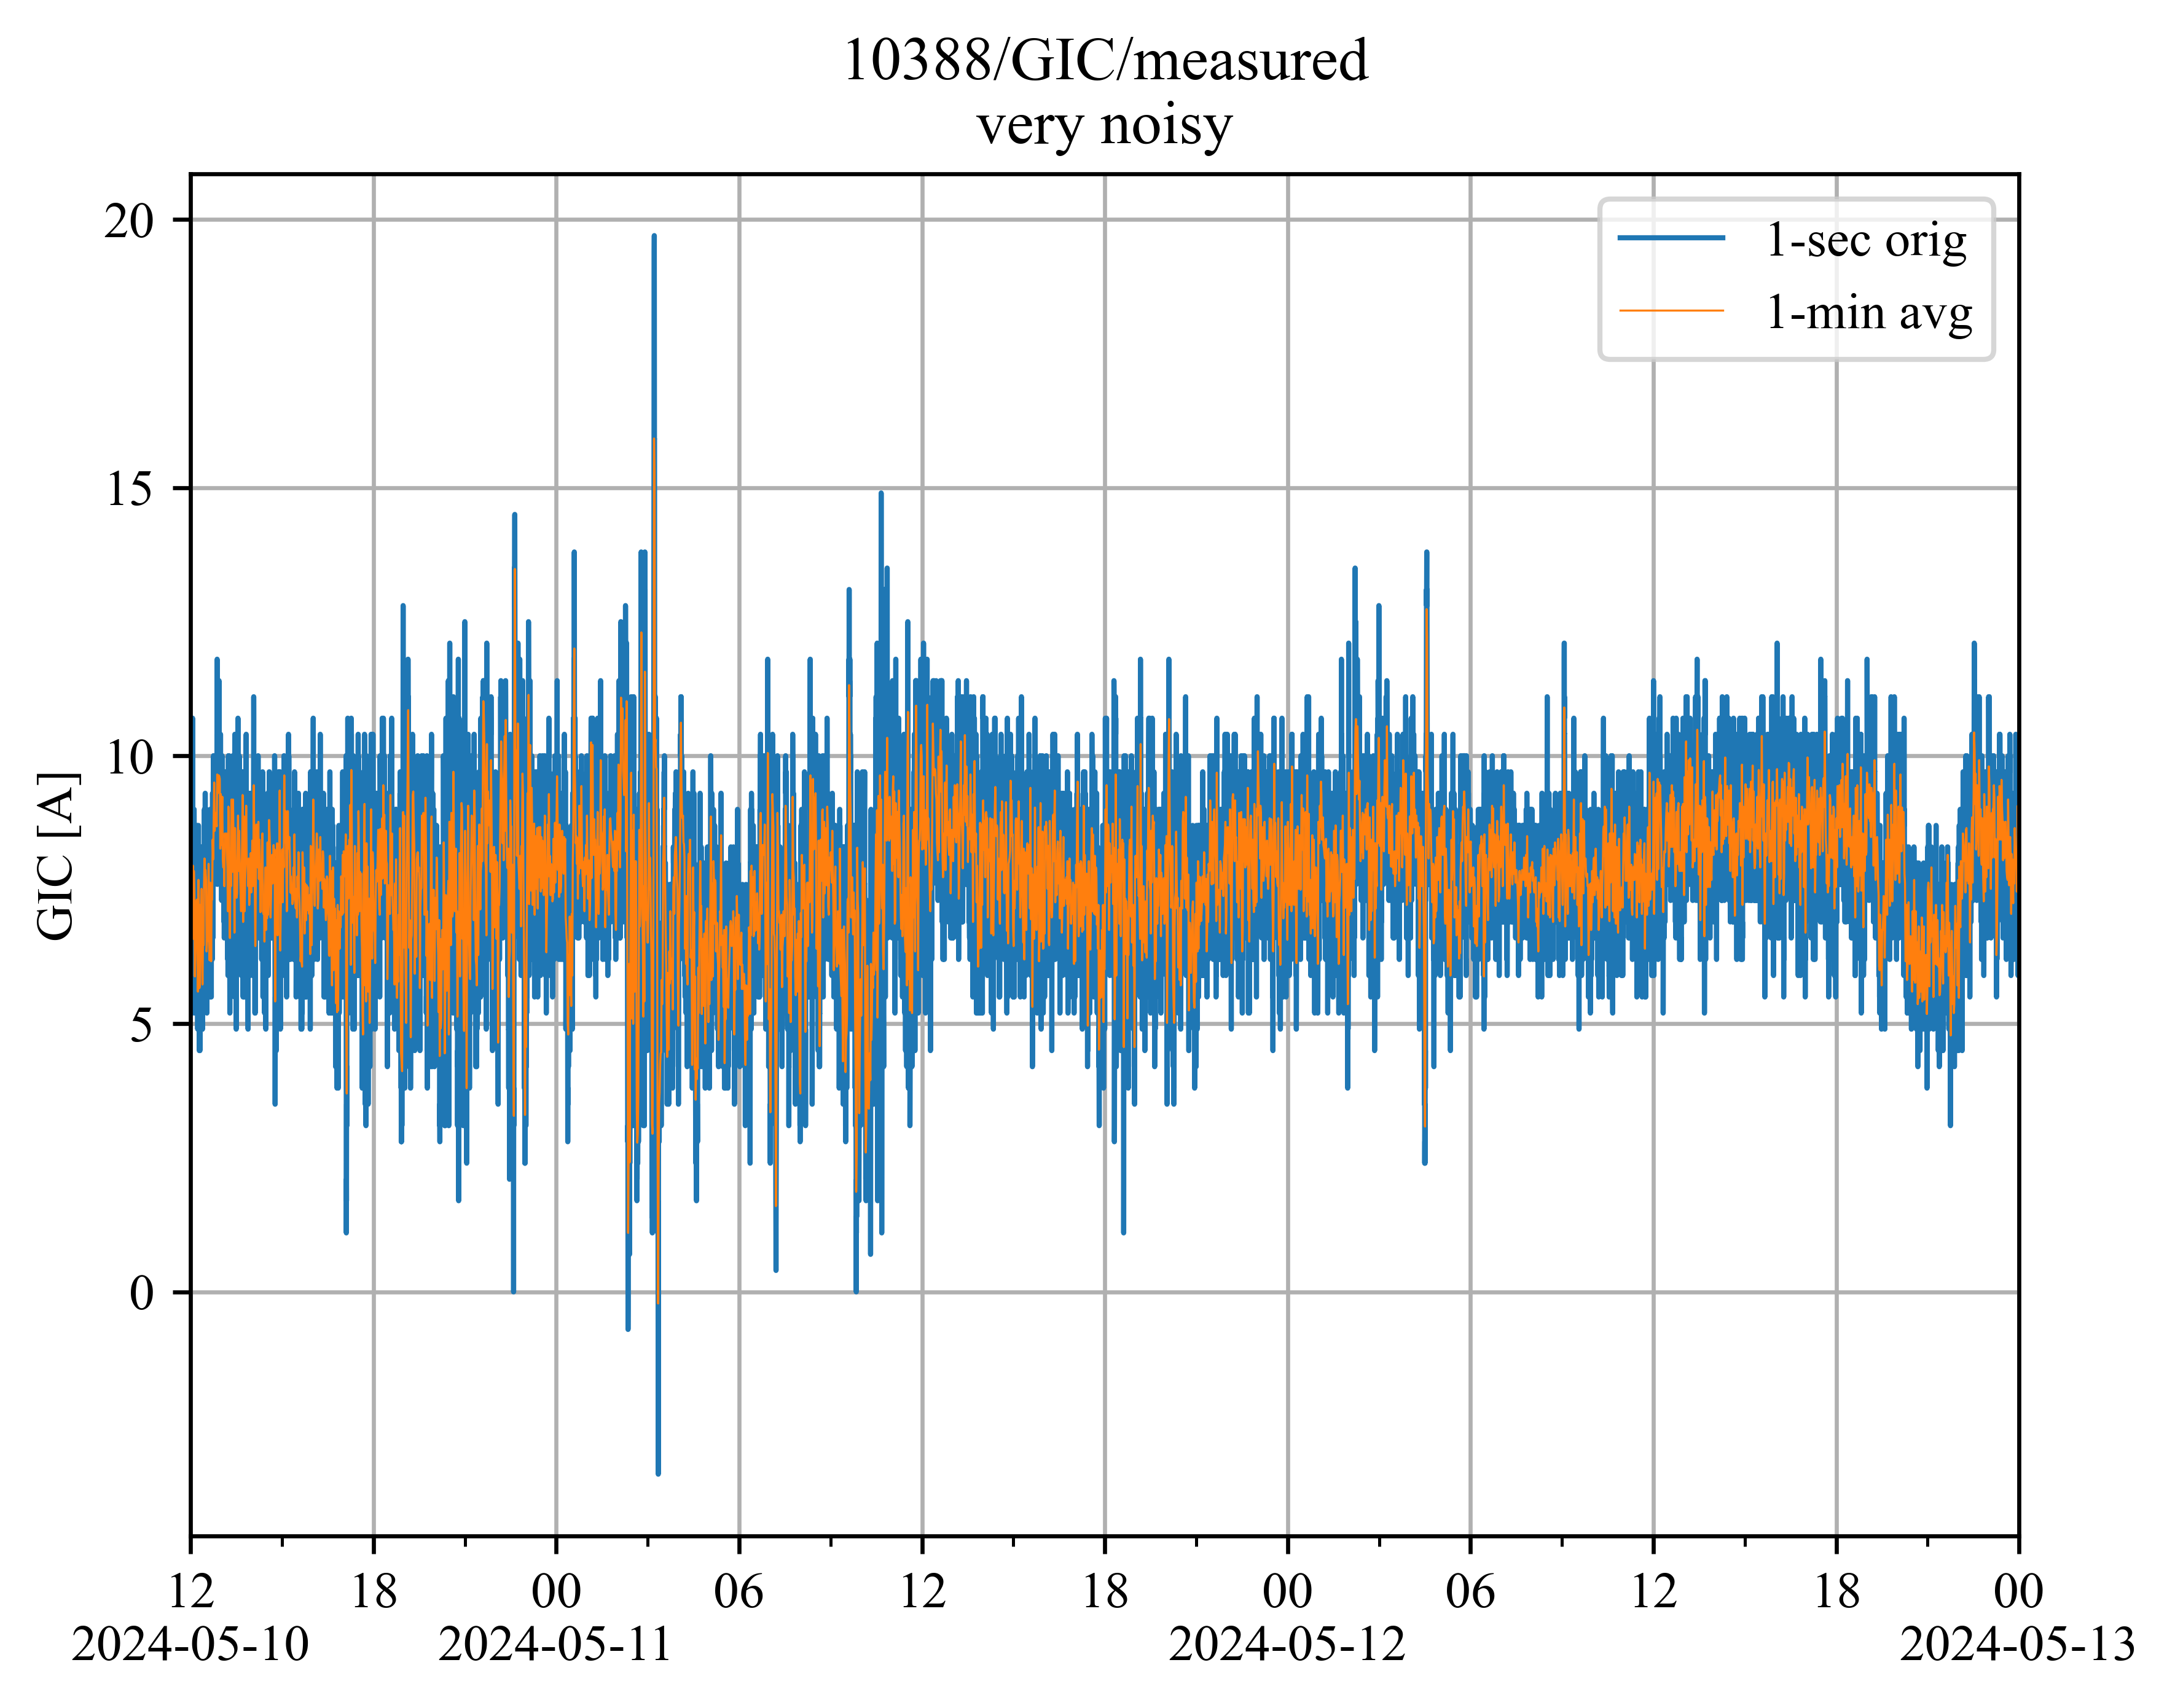 10388/GIC/measured
very noisy
1-sec orig
1-min avg
GIC [A]
20
15
10
5
0
12 18 00 06 12 18 00 06 12 18 00
2024-05-10 2024-05-11 2024-05-12 2024-05-13